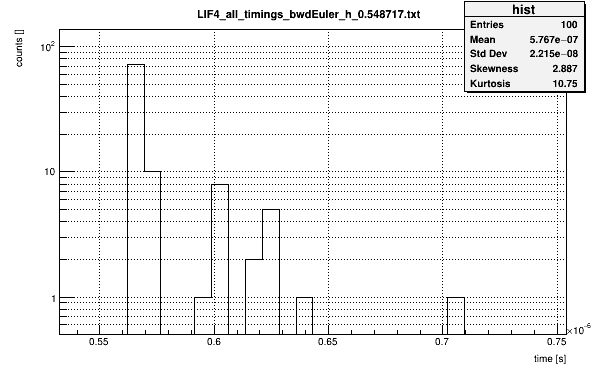 LIF4_all_timings_bwdEuler_h_0.548717.txt
hist
Entries 100
Mean 5.767e−07
Std Dev 2.215e−08
Skewness 2.887
Kurtosis 10.75
counts []
10²
10
1
0.55 0.6 0.65 0.7 0.75
×10⁻⁶
time [s]